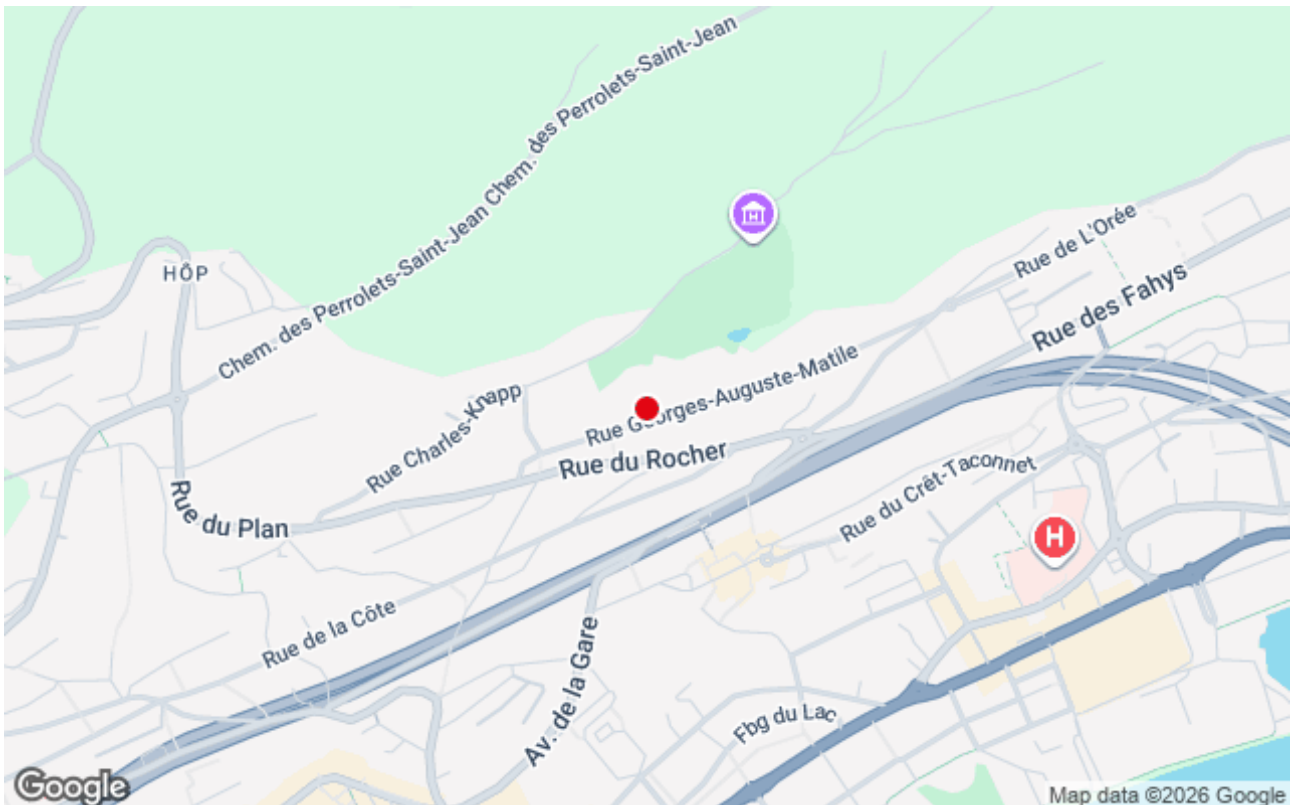 Chem. des Perrolets-Saint-Jean
Chem. des Perrolets-Saint-Jean
HÔP
H
Rue de L'Orée
Rue des Fahys
Rue Georges-Auguste-Matile
Rue Charles-Knapp
Rue du Rocher
Rue du Plan
Rue du Crêt-Taconnet
H
Rue de la Côte
Av. de la Gare
Fbg du Lac
Google
Map data ©2026 Google